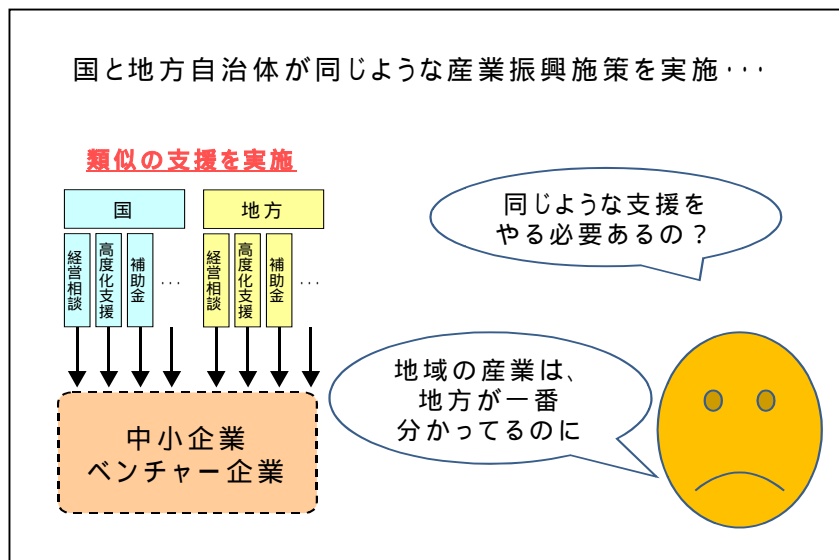 国と地方自治体が同じような産業振興施策を実施･･･
類似の支援を実施
国
地方
経営相談
高度化支援
補助金
･･･
経営相談
高度化支援
補助金
･･･
中小企業
ベンチャー企業
同じような支援を
やる必要あるの？
地域の産業は、
地方が一番
分かってるのに